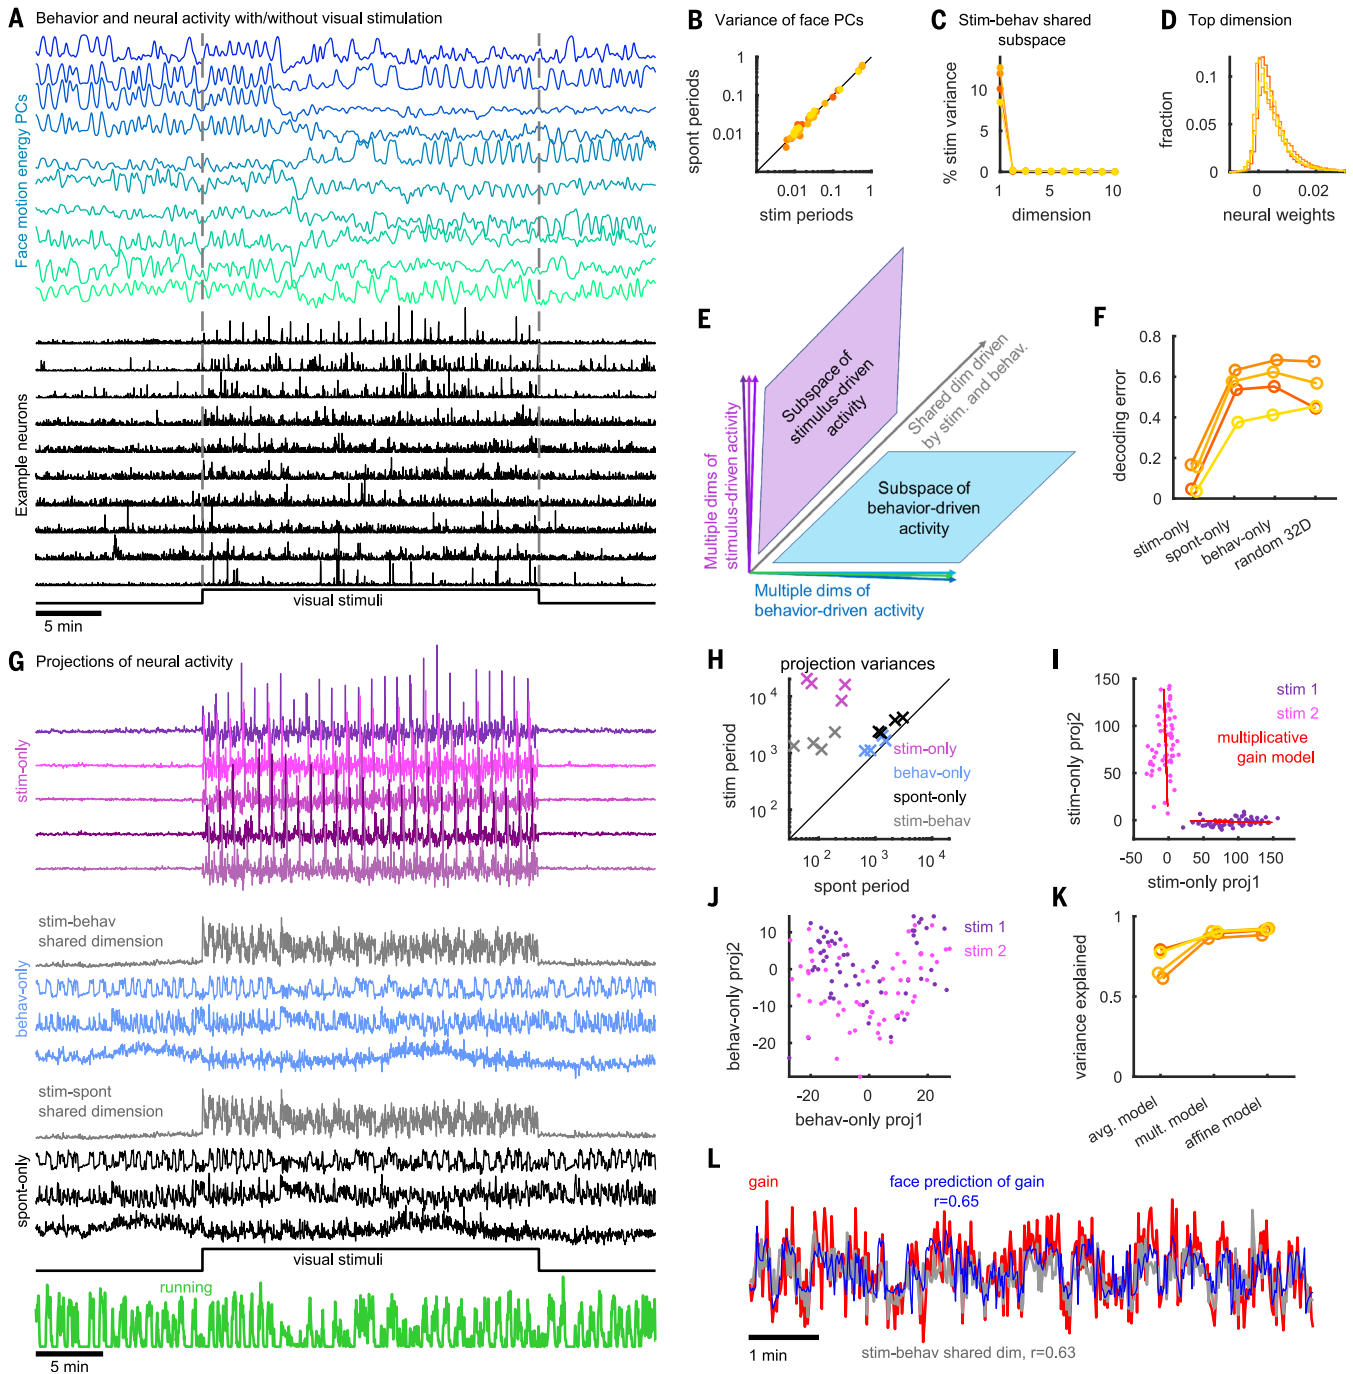 A Behavior and neural activity with/without visual stimulation
Face motion energy PCs
Example neurons
visual stimuli
5 min
B Variance of face PCs
spont periods
1
0.1
0.01
0.01 0.1 1
stim periods
C Stim-behav shared
subspace
% stim variance
10
5
0
1 5 10
dimension
D Top dimension
fraction
0.1
0.05
0
0 0.02
neural weights
E
Multiple dims of
stimulus-driven activity
Subspace of
stimulus-driven
activity
Shared dim driven
by stim. and behav.
Subspace of
behavior-driven
activity
Multiple dims of
behavior-driven activity
F
decoding error
0.8
0.6
0.4
0.2
0
stim-only
spont-only
behav-only
random 32D
G Projections of neural activity
stim-only
stim-behav
shared dimension
behav-only
stim-spont
shared dimension
spont-only
visual stimuli
running
5 min
H
projection variances
stim period
10^4
10^3
10^2
10^2 10^3 10^4
spont period
stim-only
behav-only
spont-only
stim-behav
I
stim-only proj2
150
100
50
0
-50 0 50 100 150
stim-only proj1
stim 1
stim 2
multiplicative
gain model
J
behav-only proj2
10
0
-10
-20
-20 0 20
behav-only proj1
stim 1
stim 2
K
variance explained
1
0.5
0
avg. model
mult. model
affine model
L
gain
face prediction of gain
r=0.65
1 min
stim-behav shared dim, r=0.63